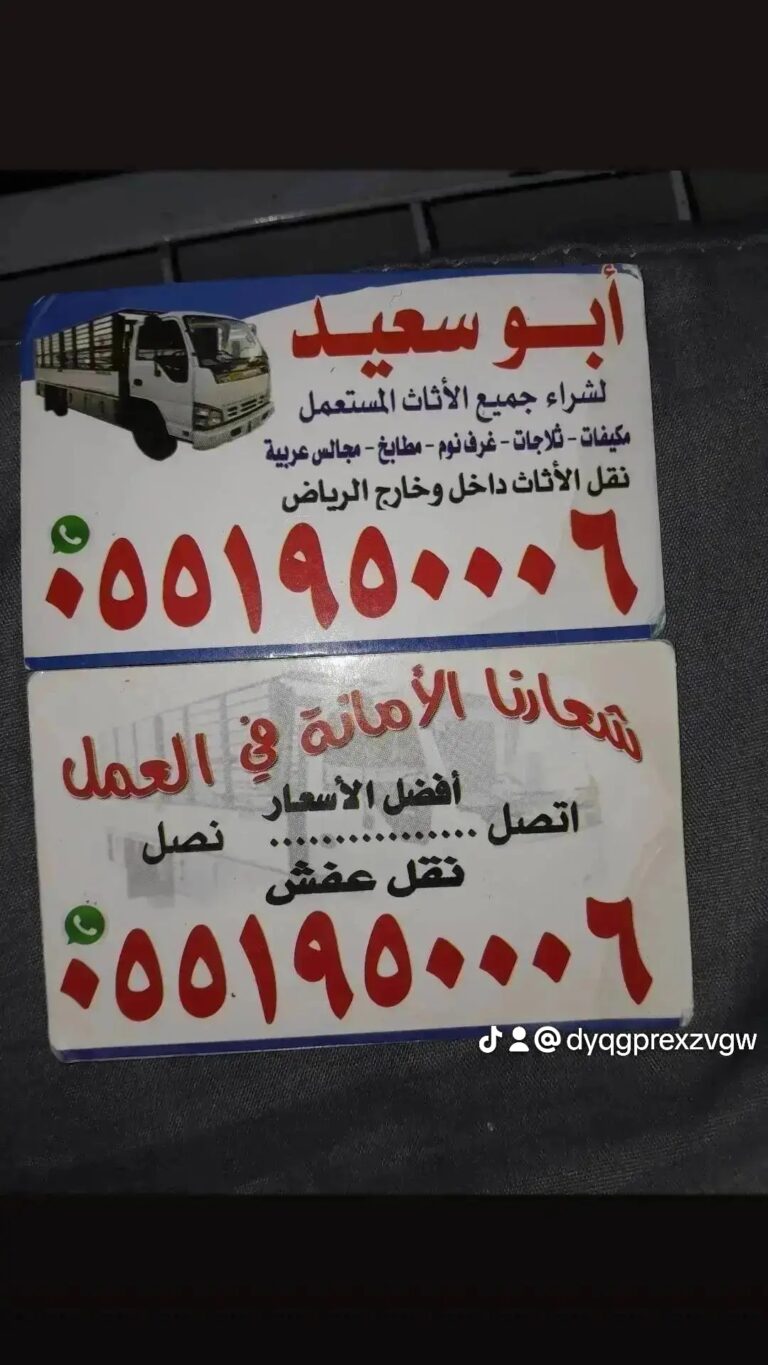 أبو سعيد
لشراء جميع الأثاث المستعمل
مكيفات - ثلاجات - غرف نوم - مطابخ - مجالس عربية
نقل الأثاث داخل وخارج الرياض
٠٥٥١٩٥٠٠٠٦
شعارنا الأمانة في العمل
أفضل الأسعار
اتصل ................ نصل
نقل عفش
٠٥٥١٩٥٠٠٠٦
@dyqgprexzvgw